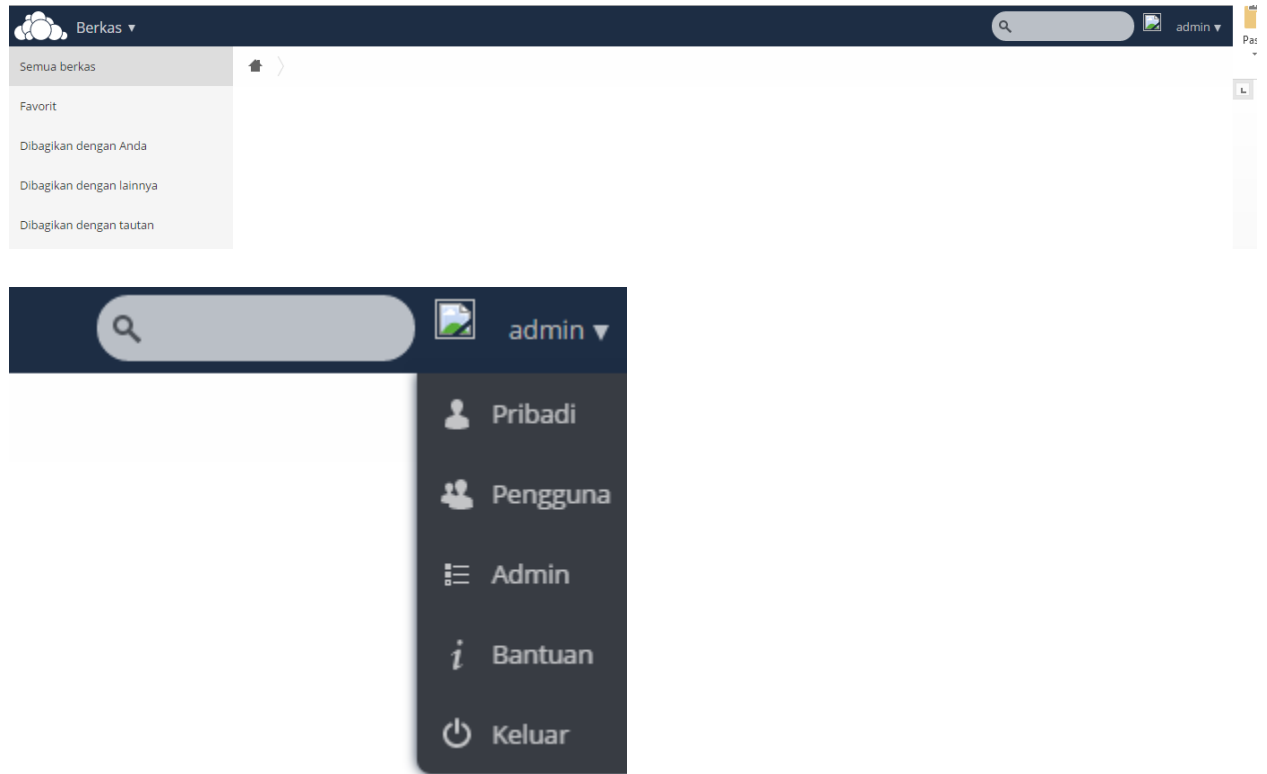 Berkas ▾
admin ▾
Semua berkas
Favorit
Dibagikan dengan Anda
Dibagikan dengan lainnya
Dibagikan dengan tautan
admin ▾
Pribadi
Pengguna
Admin
Bantuan
Keluar